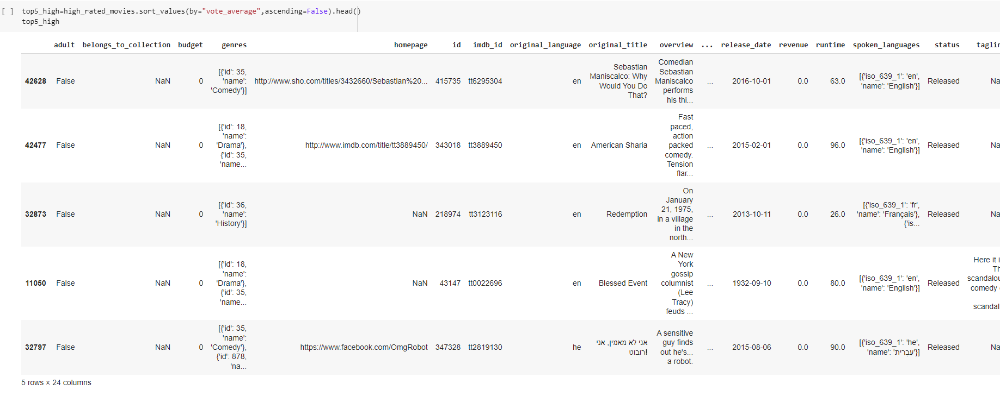 [ ] top5_high=high_rated_movies.sort_values(by="vote_average",ascending=False).head()
top5_high
adult belongs_to_collection budget genres homepage id imdb_id original_language original_title overview ... release_date revenue runtime spoken_languages status taglin
42628 False NaN 0 [{'id': 35, 'name': 'Comedy'}] http://www.sho.com/titles/3432660/Sebastian%20... 415735 tt6295304 en Sebastian Maniscalco: Why Would You Do That? Comedian Sebastian Maniscalco performs his thi... ... 2016-10-01 0.0 63.0 [{'iso_639_1': 'en', 'name': 'English'}] Released Na
42477 False NaN 0 [{'id': 18, 'name': 'Drama'}, {'id': 35, 'name... http://www.imdb.com/title/tt3889450/ 343018 tt3889450 en American Sharia Fast paced, action packed comedy. Tension flar... ... 2015-02-01 0.0 96.0 [{'iso_639_1': 'en', 'name': 'English'}] Released Na
32873 False NaN 0 [{'id': 36, 'name': 'History'}] NaN 218974 tt3123116 en Redemption On January 21, 1975, in a village in the north... ... 2013-10-11 0.0 26.0 [{'iso_639_1': 'fr', 'name': 'Français'}, {'is... Released Na
11050 False NaN 0 [{'id': 18, 'name': 'Drama'}, {'id': 35, 'name... NaN 43147 tt0022696 en Blessed Event A New York gossip columnist (Lee Tracy) feuds ... ... 1932-09-10 0.0 80.0 [{'iso_639_1': 'en', 'name': 'English'}] Released Here it i Th scandalou comedy scandal
32797 False NaN 0 [{'id': 35, 'name': 'Comedy'}, {'id': 878, 'na... https://www.facebook.com/OmgRobot 347328 tt2819130 he אני לא מאמין, אני רובוט! A sensitive guy finds out he's... a robot. ... 2015-08-06 0.0 90.0 [{'iso_639_1': 'he', 'name': 'עִבְרִית'}] Released Na
5 rows × 24 columns